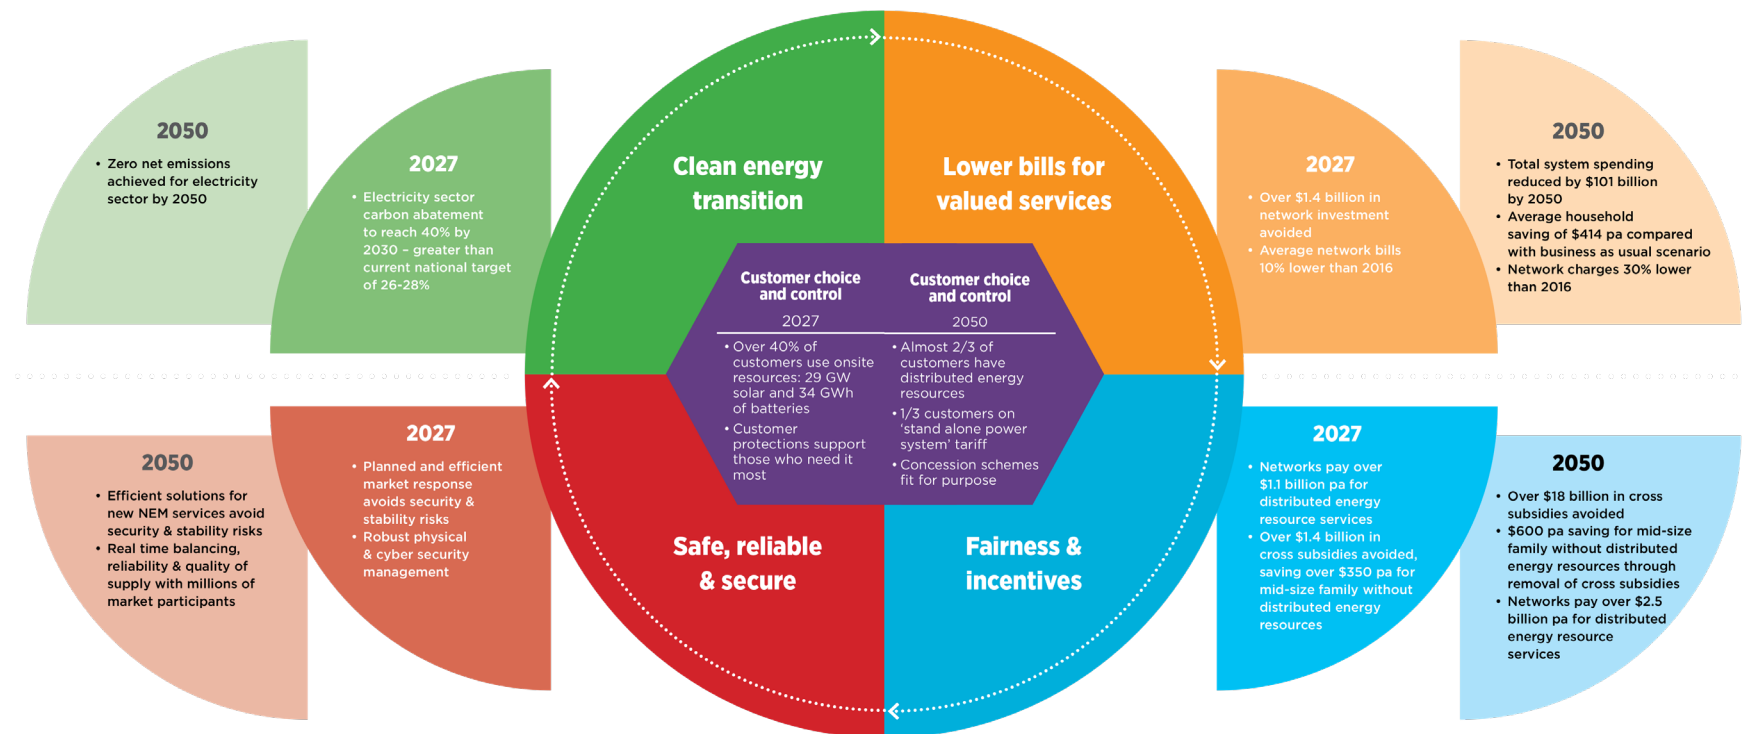 2050
• Zero net emissions
achieved for electricity
sector by 2050
2027
• Electricity sector
carbon abatement
to reach 40% by
2030 – greater than
current national target
of 26-28%
Clean energy
transition
Lower bills for
valued services
2027
• Over $1.4 billion in
network investment
avoided
• Average network bills
10% lower than 2016
2050
• Total system spending
reduced by $101 billion
by 2050
• Average household
saving of $414 pa compared
with business as usual scenario
• Network charges 30% lower
than 2016
Customer choice
and control
2027
• Over 40% of
customers use onsite
resources: 29 GW
solar and 34 GWh
of batteries
• Customer
protections support
those who need it
most
Customer choice
and control
2050
• Almost 2/3 of
customers have
distributed energy
resources
• 1/3 customers on
‘stand alone power
system’ tariff
• Concession schemes
fit for purpose
2050
• Efficient solutions for
new NEM services avoid
security & stability risks
• Real time balancing,
reliability & quality of
supply with millions of
market participants
2027
• Planned and efficient
market response
avoids security &
stability risks
• Robust physical
& cyber security
management
Safe, reliable
& secure
Fairness &
incentives
2027
• Networks pay over
$1.1 billion pa for
distributed energy
resource services
• Over $1.4 billion in
cross subsidies avoided,
saving over $350 pa for
mid-size family without
distributed energy
resources
2050
• Over $18 billion in cross
subsidies avoided
• $600 pa saving for mid-size
family without distributed
energy resources through
removal of cross subsidies
• Networks pay over $2.5
billion pa for distributed
energy resource
services